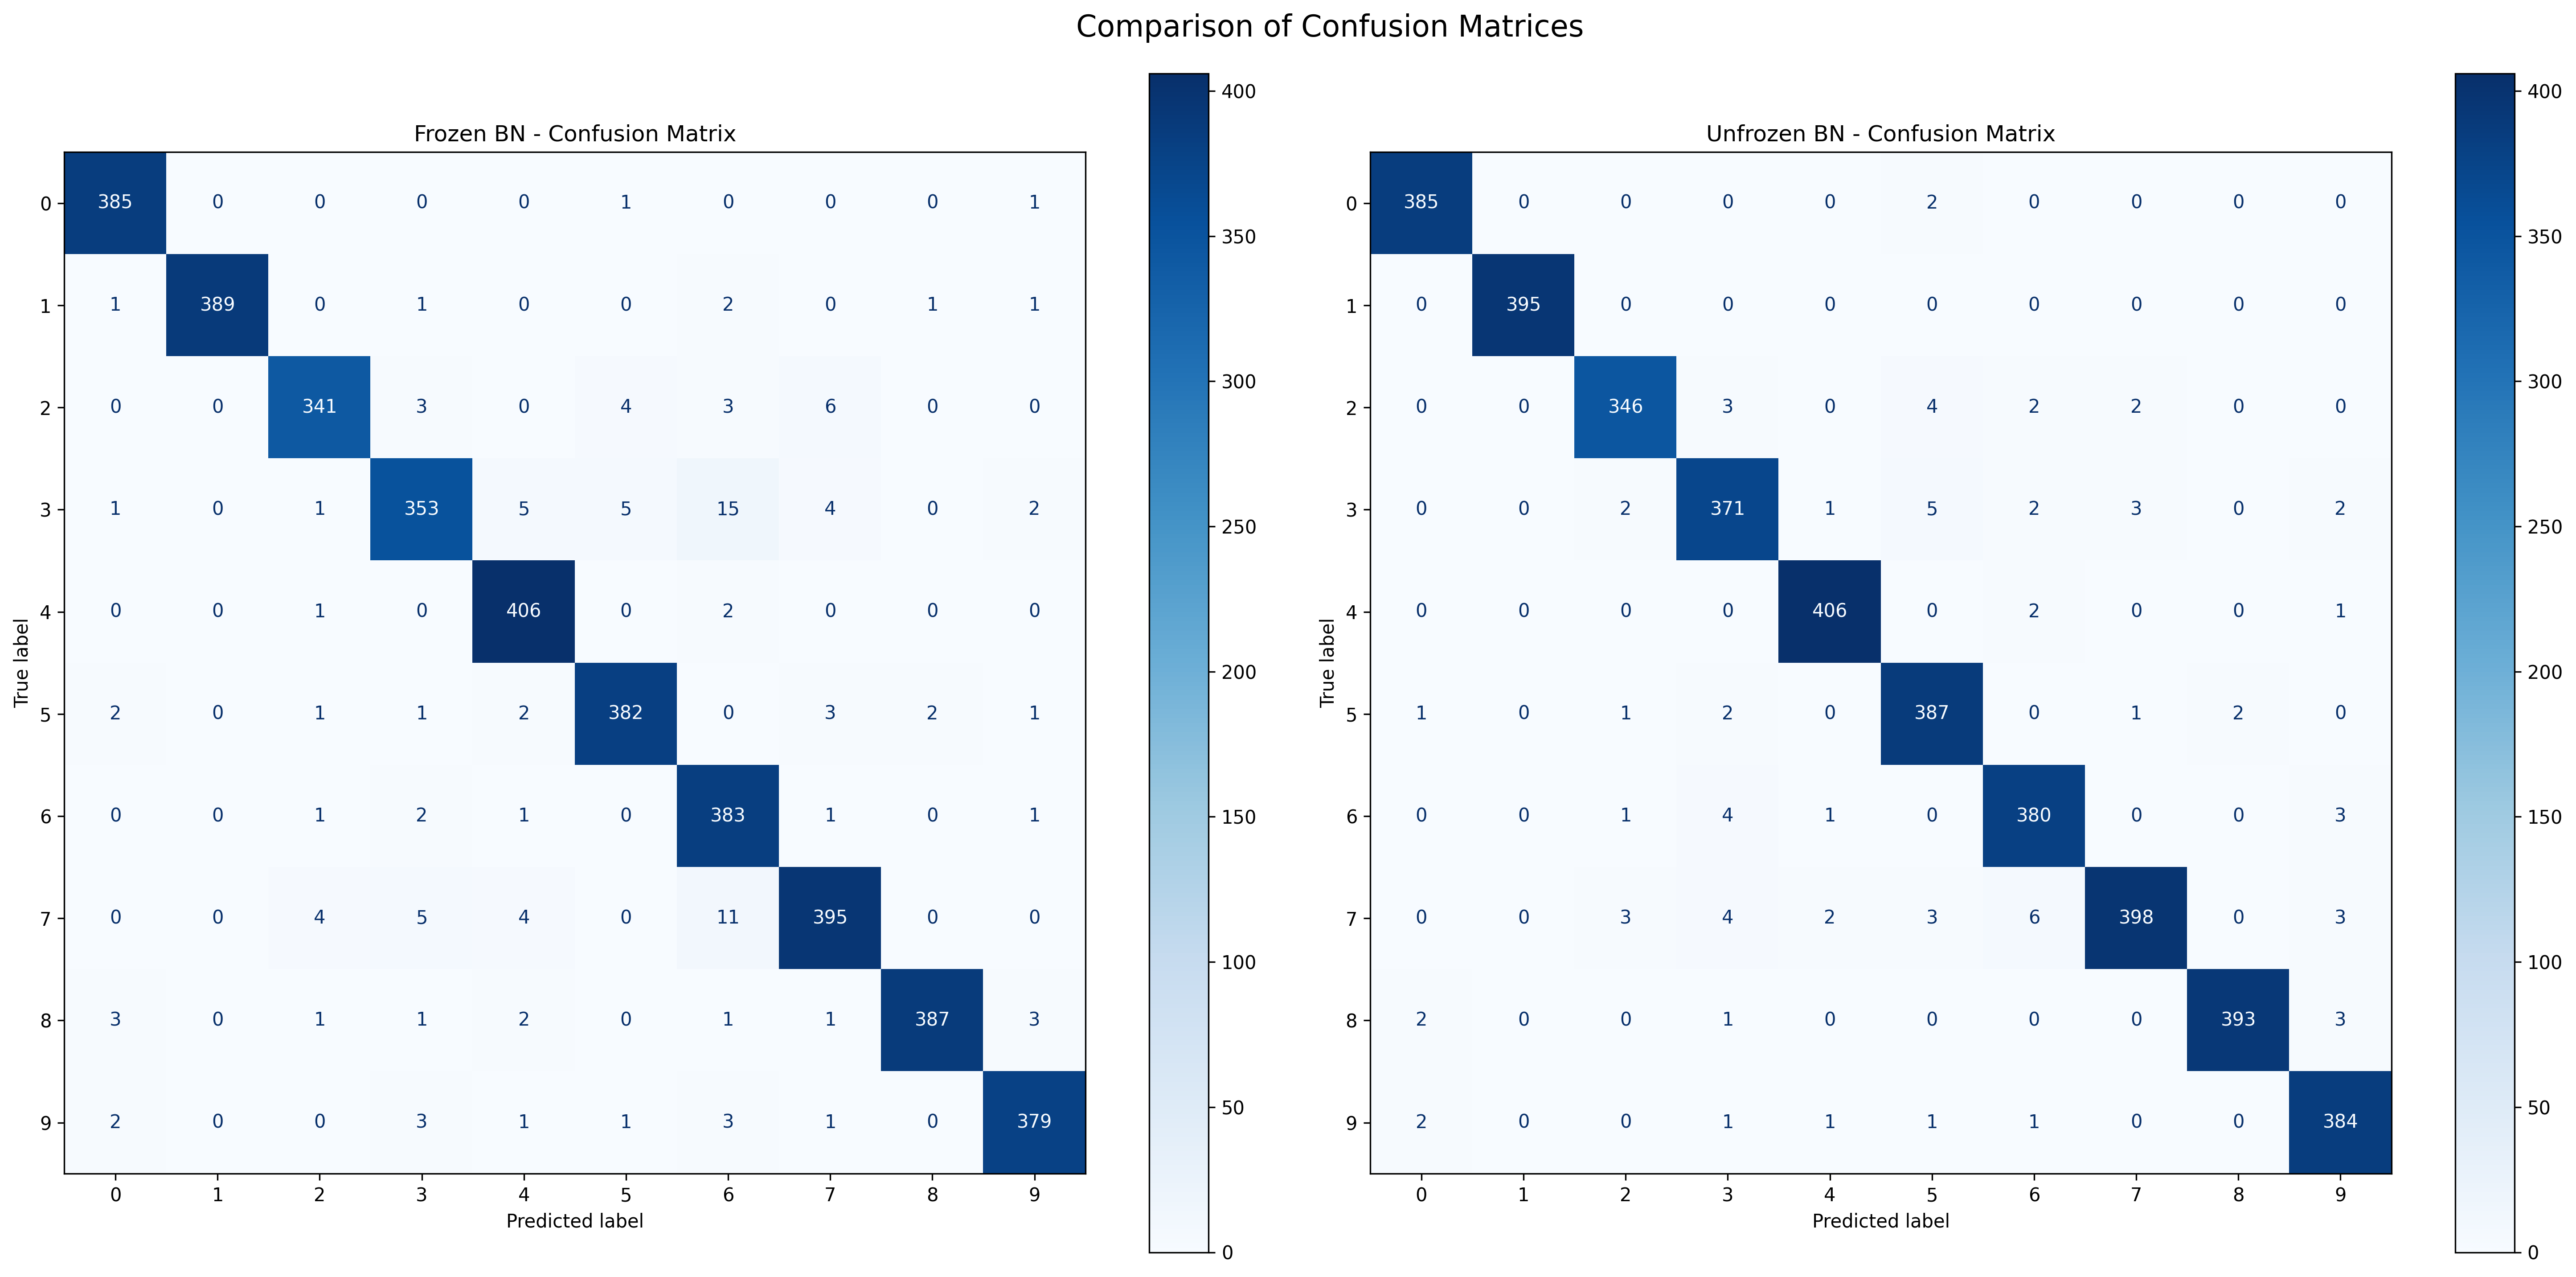 Comparison of Confusion Matrices
Frozen BN - Confusion Matrix
True label
0 385 0 0 0 0 1 0 0 0 1
1 1 389 0 1 0 0 2 0 1 1
2 0 0 341 3 0 4 3 6 0 0
3 1 0 1 353 5 5 15 4 0 2
4 0 0 1 0 406 0 2 0 0 0
5 2 0 1 1 2 382 0 3 2 1
6 0 0 1 2 1 0 383 1 0 1
7 0 0 4 5 4 0 11 395 0 0
8 3 0 1 1 2 0 1 1 387 3
9 2 0 0 3 1 1 3 1 0 379
0 1 2 3 4 5 6 7 8 9
Predicted label
400
350
300
250
200
150
100
50
0
Unfrozen BN - Confusion Matrix
True label
0 385 0 0 0 0 2 0 0 0 0
1 0 395 0 0 0 0 0 0 0 0
2 0 0 346 3 0 4 2 2 0 0
3 0 0 2 371 1 5 2 3 0 2
4 0 0 0 0 406 0 2 0 0 1
5 1 0 1 2 0 387 0 1 2 0
6 0 0 1 4 1 0 380 0 0 3
7 0 0 3 4 2 3 6 398 0 3
8 2 0 0 1 0 0 0 0 393 3
9 2 0 0 1 1 1 1 0 0 384
0 1 2 3 4 5 6 7 8 9
Predicted label
400
350
300
250
200
150
100
50
0